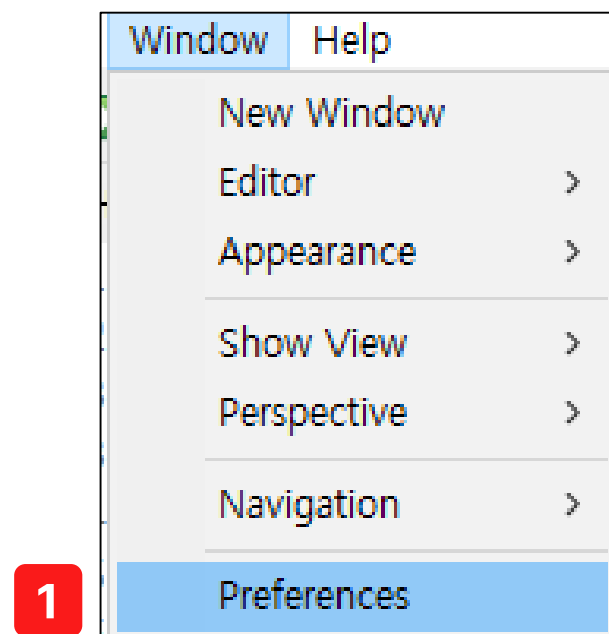 Window Help
New Window
Editor
Appearance
Show View
Perspective
Navigation
1 Preferences